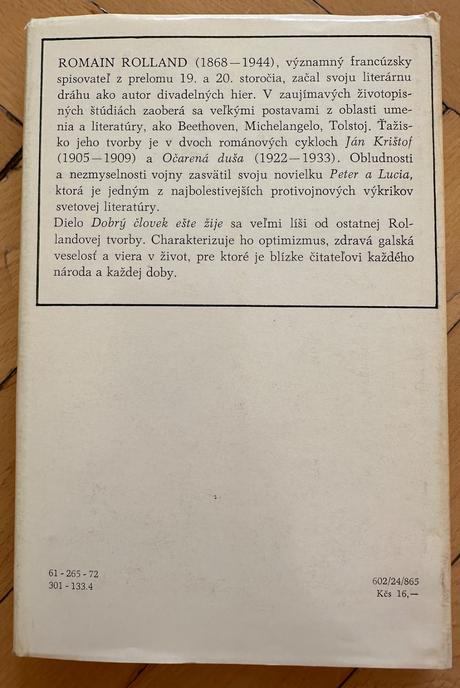 ROMAIN ROLLAND (1868—1944), významný francúzsky
spisovateľ z prelomu 19. a 20. storočia, začal svoju literárnu
dráhu ako autor divadelných hier. V zaujímavých životopis-
ných štúdiách zaoberá sa veľkými postavami z oblasti ume-
nia a literatúry, ako Beethoven, Michelangelo, Tolstoj. Ťažis-
ko jeho tvorby je v dvoch románových cykloch Ján Krištof
(1905—1909) a Očarená duša (1922—1933). Obludnosti
a nezmyselnosti vojny zasvätil svoju novielku Peter a Lucia,
ktorá je jedným z najbolestivejších protivojnových výkrikov
svetovej literatúry.
Dielo Dobrý človek ešte žije sa veľmi líši od ostatnej Rol-
landovej tvorby. Charakterizuje ho optimizmus, zdravá galská
veselosť a viera v život, pre ktoré je blízke čitateľovi každého
národa a každej doby.
61 - 265 - 72
301 - 133.4
602/24/865
Kčs 16,—